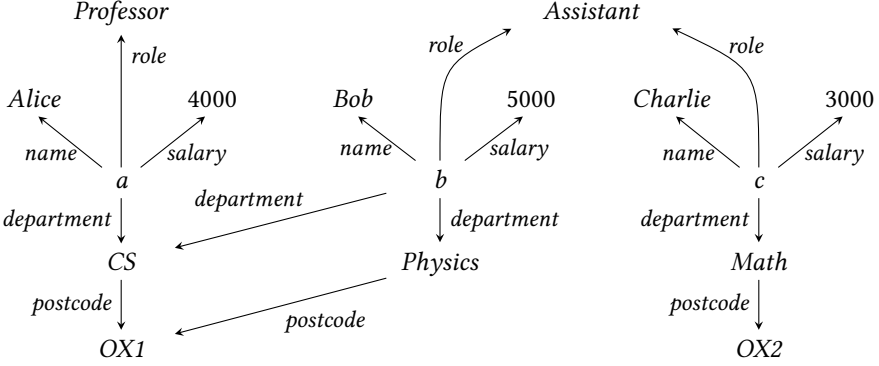 Professor Assistant
role role role
Alice 4000 Bob 5000 Charlie 3000
name salary name salary name salary
a b c
department
department department department
CS Physics Math
postcode postcode
postcode
OX1 OX2